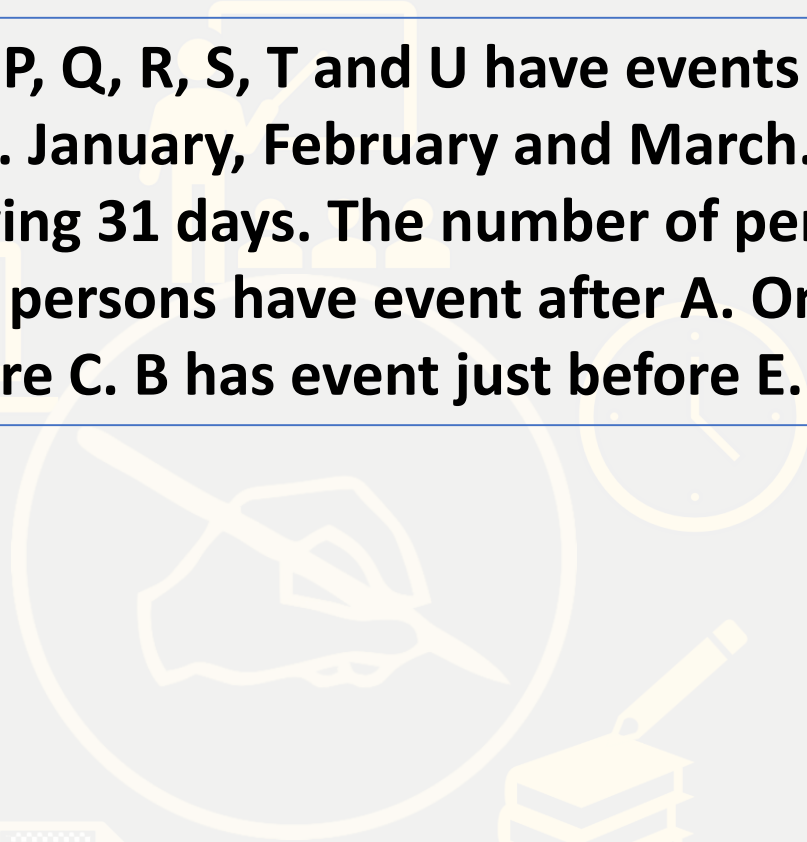 P, Q, R, S, T and U have events
. January, February and March.
ing 31 days. The number of per
persons have event after A. Or
re C. B has event just before E.